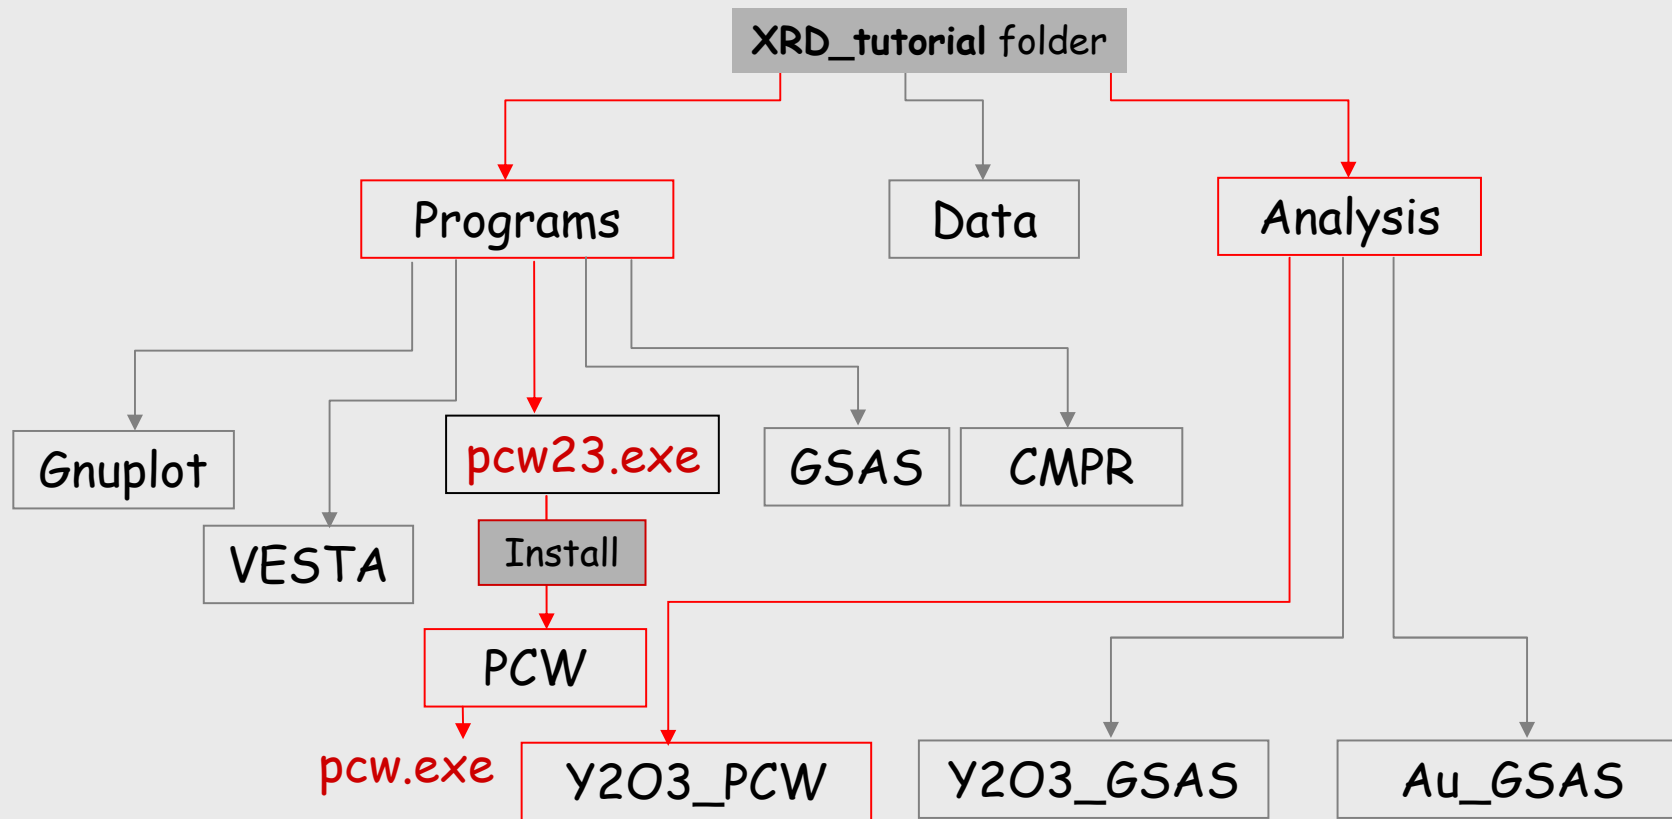 XRD_tutorial folder
Programs
Data
Analysis
Gnuplot
pcw23.exe
GSAS
CMPR
VESTA
Install
PCW
pcw.exe
Y2O3_PCW
Y2O3_GSAS
Au_GSAS